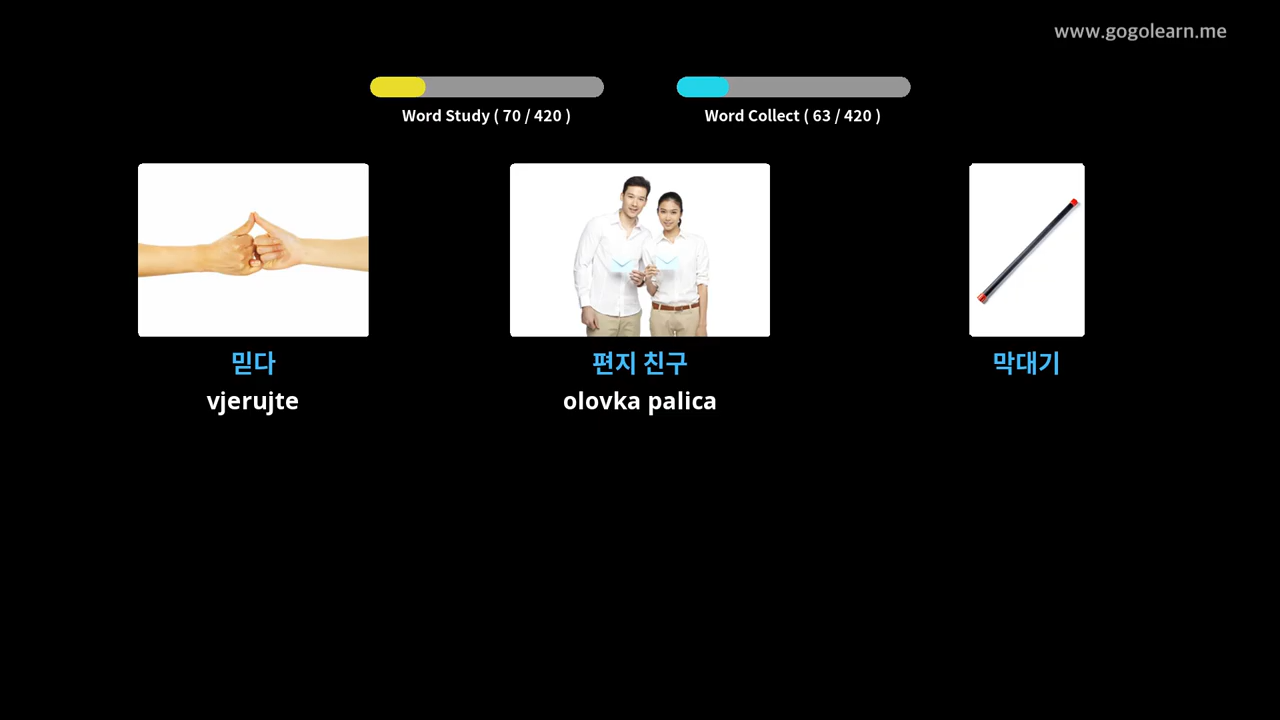 www.gogolearn.me
Word Study ( 70 / 420 )
Word Collect ( 63 / 420 )
믿다
편지 친구
막대기
vjerujte
olovka palica